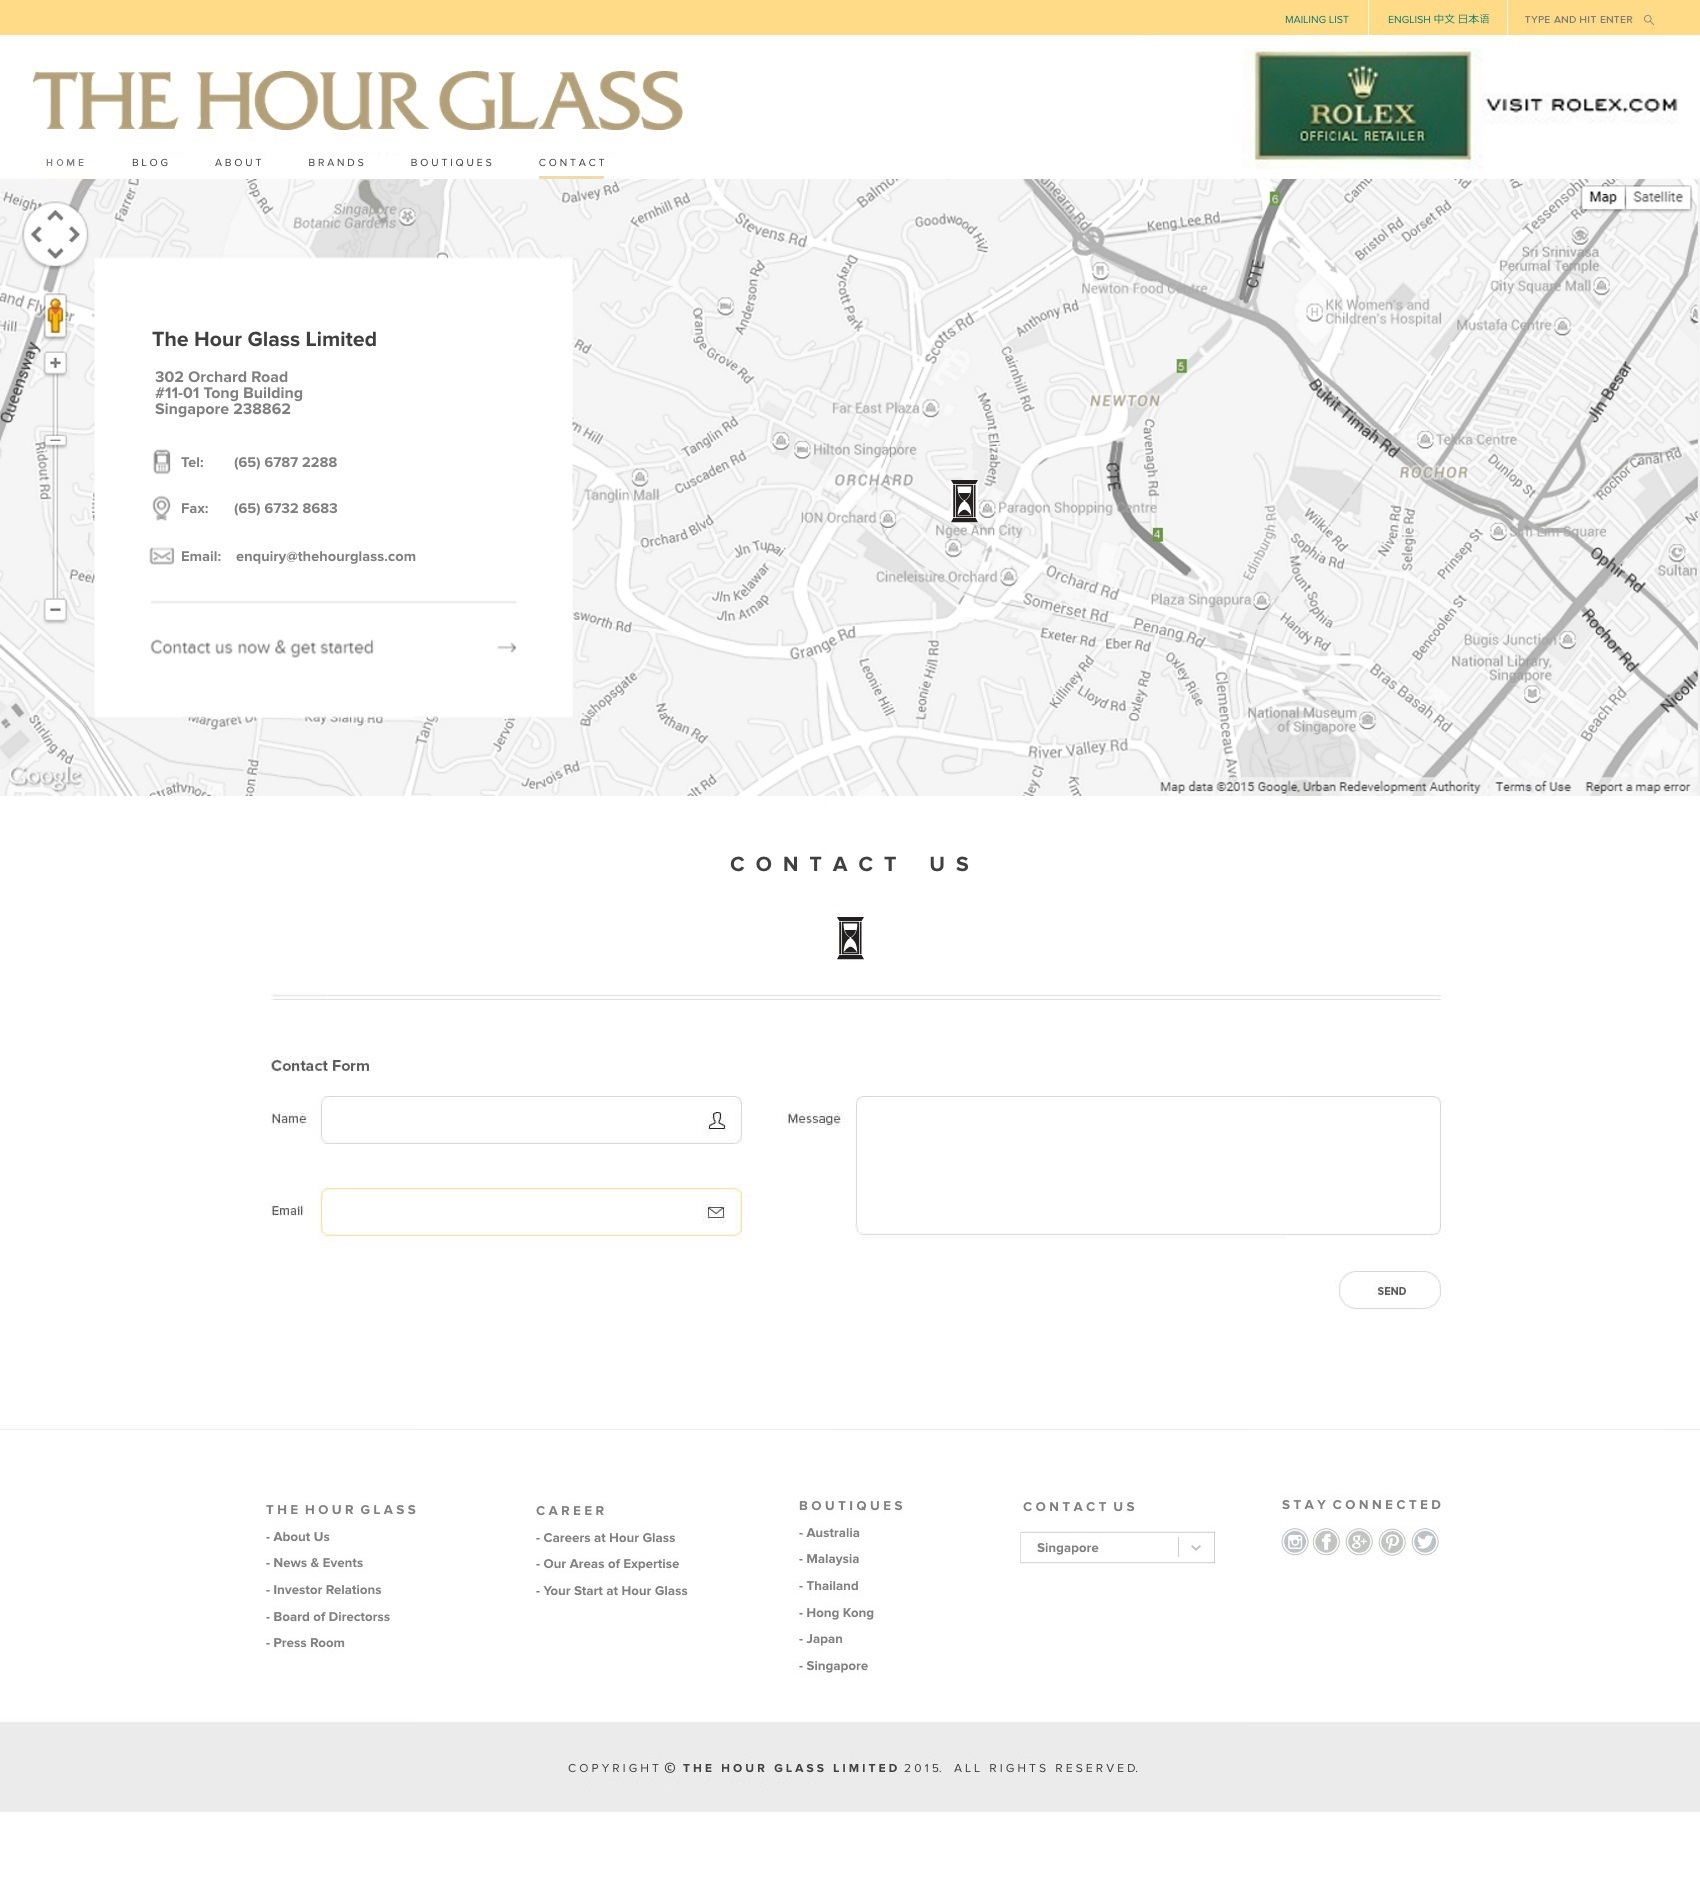 MAILING LIST
ENGLISH 中文 日本语
TYPE AND HIT ENTER
THE HOUR GLASS
ROLEX
OFFICIAL RETAILER
VISIT ROLEX.COM
HOME
BLOG
ABOUT
BRANDS
BOUTIQUES
CONTACT
Map
Satellite
Farrer
Singapore
Botanic Gardens
Dalvey Rd
Fernhill Rd
Stevens Rd
Goodwood Hill
Keng Lee Rd
6
CTE
Bristol Rd
Dorset Rd
Sri Srinivasa
Perumal Temple
City Square Mall
Newton Food Centre
KK Women's and
Children's Hospital
Mustafa Centre
Anderson Rd
Draycott Park
Orange Grove Rd
Scotts Rd
Anthony Rd
Cairnhill Rd
5
NEWTON
Queensway
Ridout Rd
Jln Besar
Bukit Timah Rd
Far East Plaza
Mount Elizabeth
Cavenagh Rd
Tanglin Rd
Hilton Singapore
Cuscaden Rd
ORCHARD
CTE
Tekka Centre
ROCHOR
Dunlop St
Rochor Canal Rd
Tanglin Mall
ION Orchard
Paragon Shopping Centre
Ngee Ann City
Orchard Blvd
4
Edinburgh Rd
Wilkie Rd
Sophia Rd
Niven Rd
Selegie Rd
Prinsep St
Sim Lim Square
Ophir Rd
Sultan
Jln Tupai
Jln Kelawar
Jln Arnap
Cineleisure Orchard
Orchard Rd
Somerset Rd
Plaza Singapura
Mount Sophia
Handy Rd
Bencoolen St
Bugis Junction
Rochor Rd
National Library,
Singapore
Grange Rd
Exeter Rd
Eber Rd
Penang Rd
Leonie Hill
Leonie Hill Rd
Killiney Rd
Lloyd Rd
Oxley Rd
Oxley Rise
Clemenceau Ave
Bras Basah Rd
Beach Rd
Nicoll
National Museum
of Singapore
Bishopsgate
Nathan Rd
River Valley Rd
Jervois Rd
Stirling Rd
Google
Map data ©2015 Google, Urban Redevelopment Authority
Terms of Use
Report a map error
The Hour Glass Limited
302 Orchard Road
#11-01 Tong Building
Singapore 238862
Tel: (65) 6787 2288
Fax: (65) 6732 8683
Email: enquiry@thehourglass.com
Contact us now & get started
CONTACT US
Contact Form
Name
Message
Email
SEND
THE HOUR GLASS
- About Us
- News & Events
- Investor Relations
- Board of Directorss
- Press Room
CAREER
- Careers at Hour Glass
- Our Areas of Expertise
- Your Start at Hour Glass
BOUTIQUES
- Australia
- Malaysia
- Thailand
- Hong Kong
- Japan
- Singapore
CONTACT US
Singapore
STAY CONNECTED
COPYRIGHT © THE HOUR GLASS LIMITED 2015. ALL RIGHTS RESERVED.